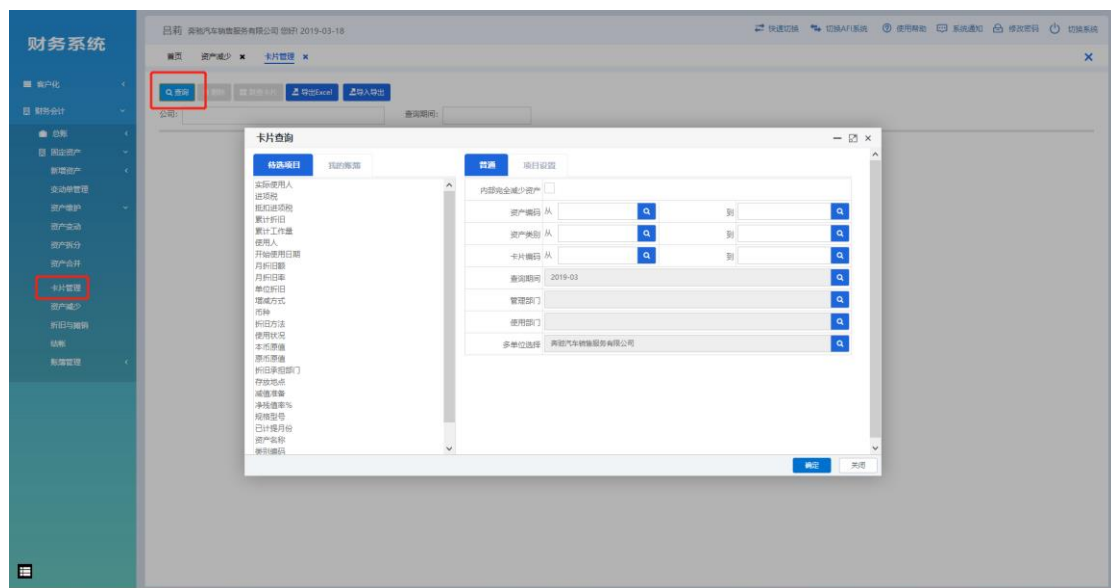 财务系统
吕莉 奔驰汽车销售服务有限公司 您好! 2019-03-18
快速切换 切换AFI系统 使用帮助 系统通知 修改密码 切换系统
首页 资产减少 × 卡片管理 ×
客户化
财务会计
总账
固定资产
新增资产
变动单管理
资产维护
资产变动
资产拆分
资产合并
卡片管理
资产减少
折旧与摊销
结帐
账簿管理
查询 删除 导出Excel 导入导出
公司: 查询期间:
卡片查询
待选项目 我的账簿
实际使用人
进项税
抵扣进项税
累计折旧
累计工作量
使用人
开始使用日期
月折旧额
月折旧率
单位折旧
增减方式
币种
折旧方法
使用状况
本币原值
原币原值
折旧承担部门
存放地点
减值准备
净残值率%
规格型号
已计提月份
资产名称
类别编码
普通 项目设置
内部完全减少资产
资产编码 从 到
资产类别 从 到
卡片编码 从 到
查询期间 2019-03
管理部门
使用部门
多单位选择 奔驰汽车销售服务有限公司
确定 关闭